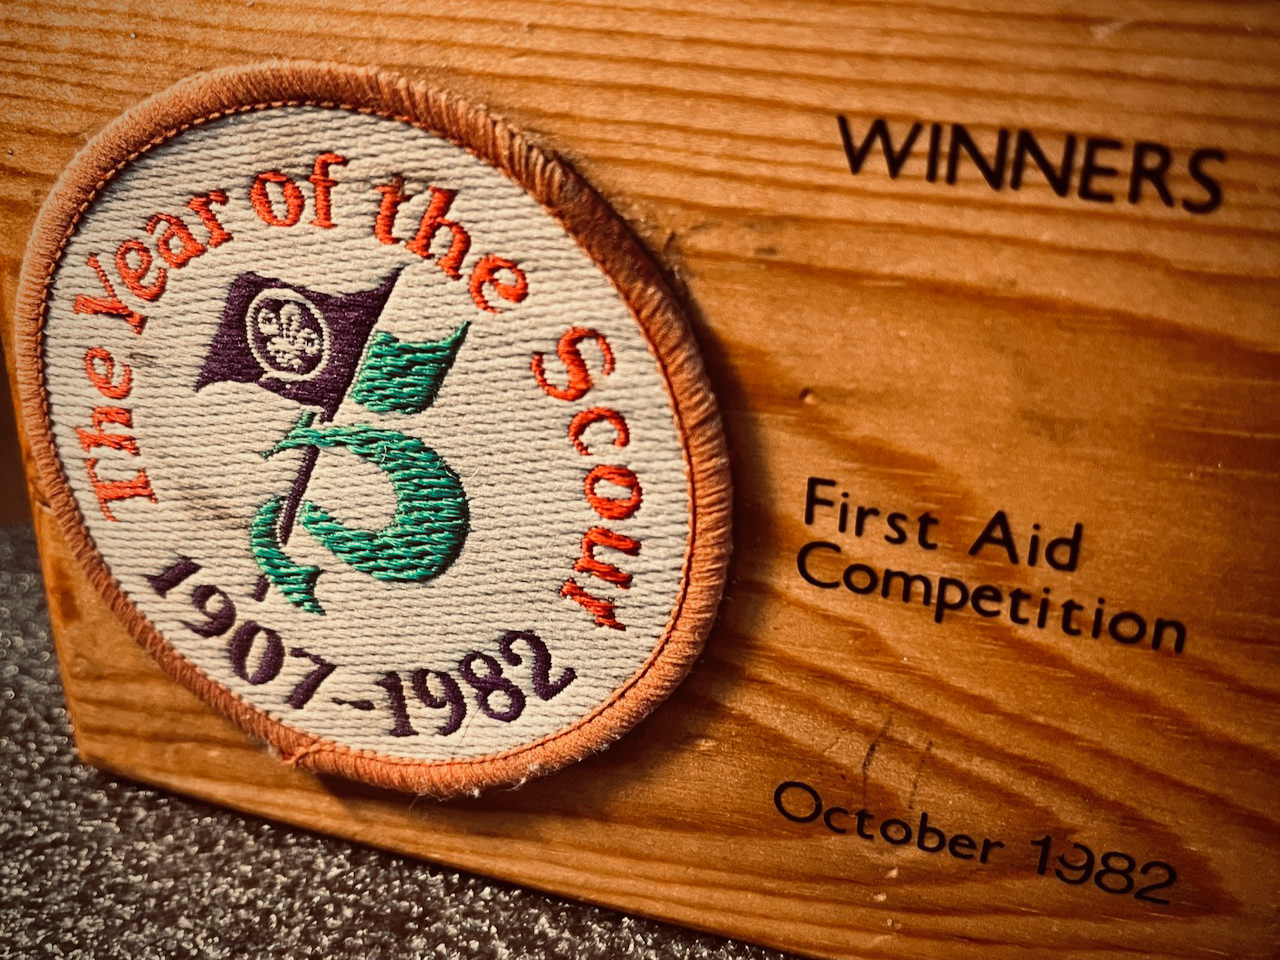 The Year of the Scout
1907-1982
WINNERS
First Aid
Competition
October 1982